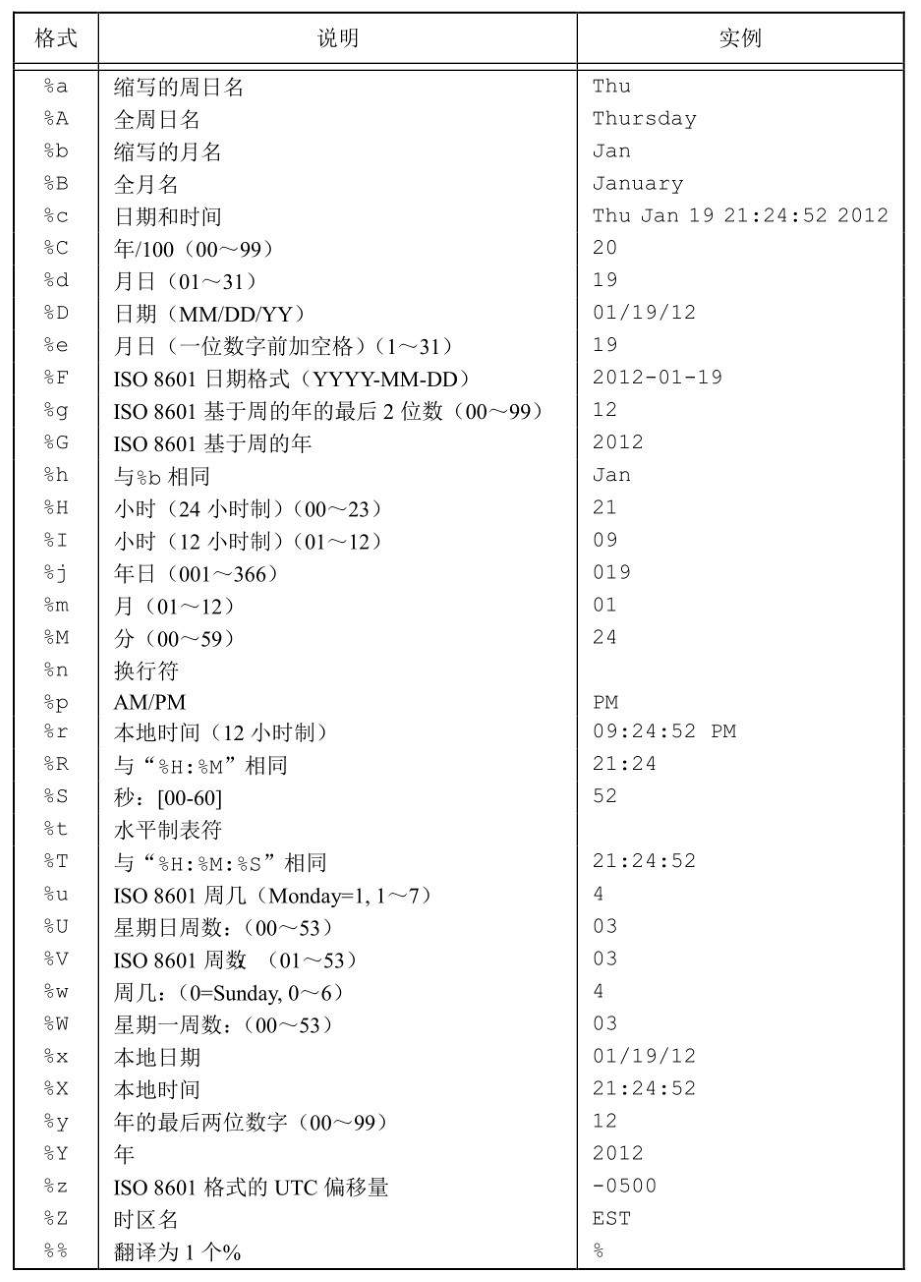 格式 说明 实例
%a 缩写的周日名 Thu
%A 全周日名 Thursday
%b 缩写的月名 Jan
%B 全月名 January
%c 日期和时间 Thu Jan 19 21:24:52 2012
%C 年/100（00～99） 20
%d 月日（01～31） 19
%D 日期（MM/DD/YY） 01/19/12
%e 月日（一位数字前加空格）（1～31） 19
%F ISO 8601 日期格式（YYYY-MM-DD） 2012-01-19
%g ISO 8601 基于周的年的最后 2 位数（00～99） 12
%G ISO 8601 基于周的年 2012
%h 与%b 相同 Jan
%H 小时（24 小时制）（00～23） 21
%I 小时（12 小时制）（01～12） 09
%j 年日（001～366） 019
%m 月（01～12） 01
%M 分（00～59） 24
%n 换行符
%p AM/PM PM
%r 本地时间（12 小时制） 09:24:52 PM
%R 与“%H:%M”相同 21:24
%S 秒：[00-60] 52
%t 水平制表符
%T 与“%H:%M:%S”相同 21:24:52
%u ISO 8601 周几（Monday=1, 1～7） 4
%U 星期日周数：（00～53） 03
%V ISO 8601 周数：（01～53） 03
%w 周几：（0=Sunday, 0～6） 4
%W 星期一周数：（00～53） 03
%x 本地日期 01/19/12
%X 本地时间 21:24:52
%y 年的最后两位数字（00～99） 12
%Y 年 2012
%z ISO 8601 格式的 UTC 偏移量 -0500
%Z 时区名 EST
%% 翻译为 1 个% %